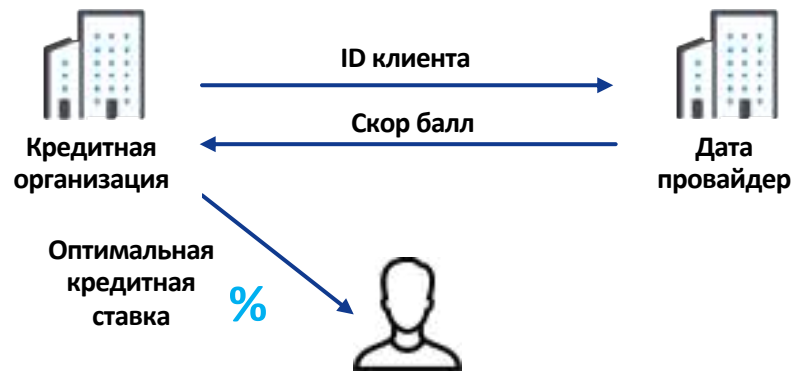 ID клиента
Скор балл
Кредитная
организация
Дата
провайдер
Оптимальная
кредитная
ставка
%